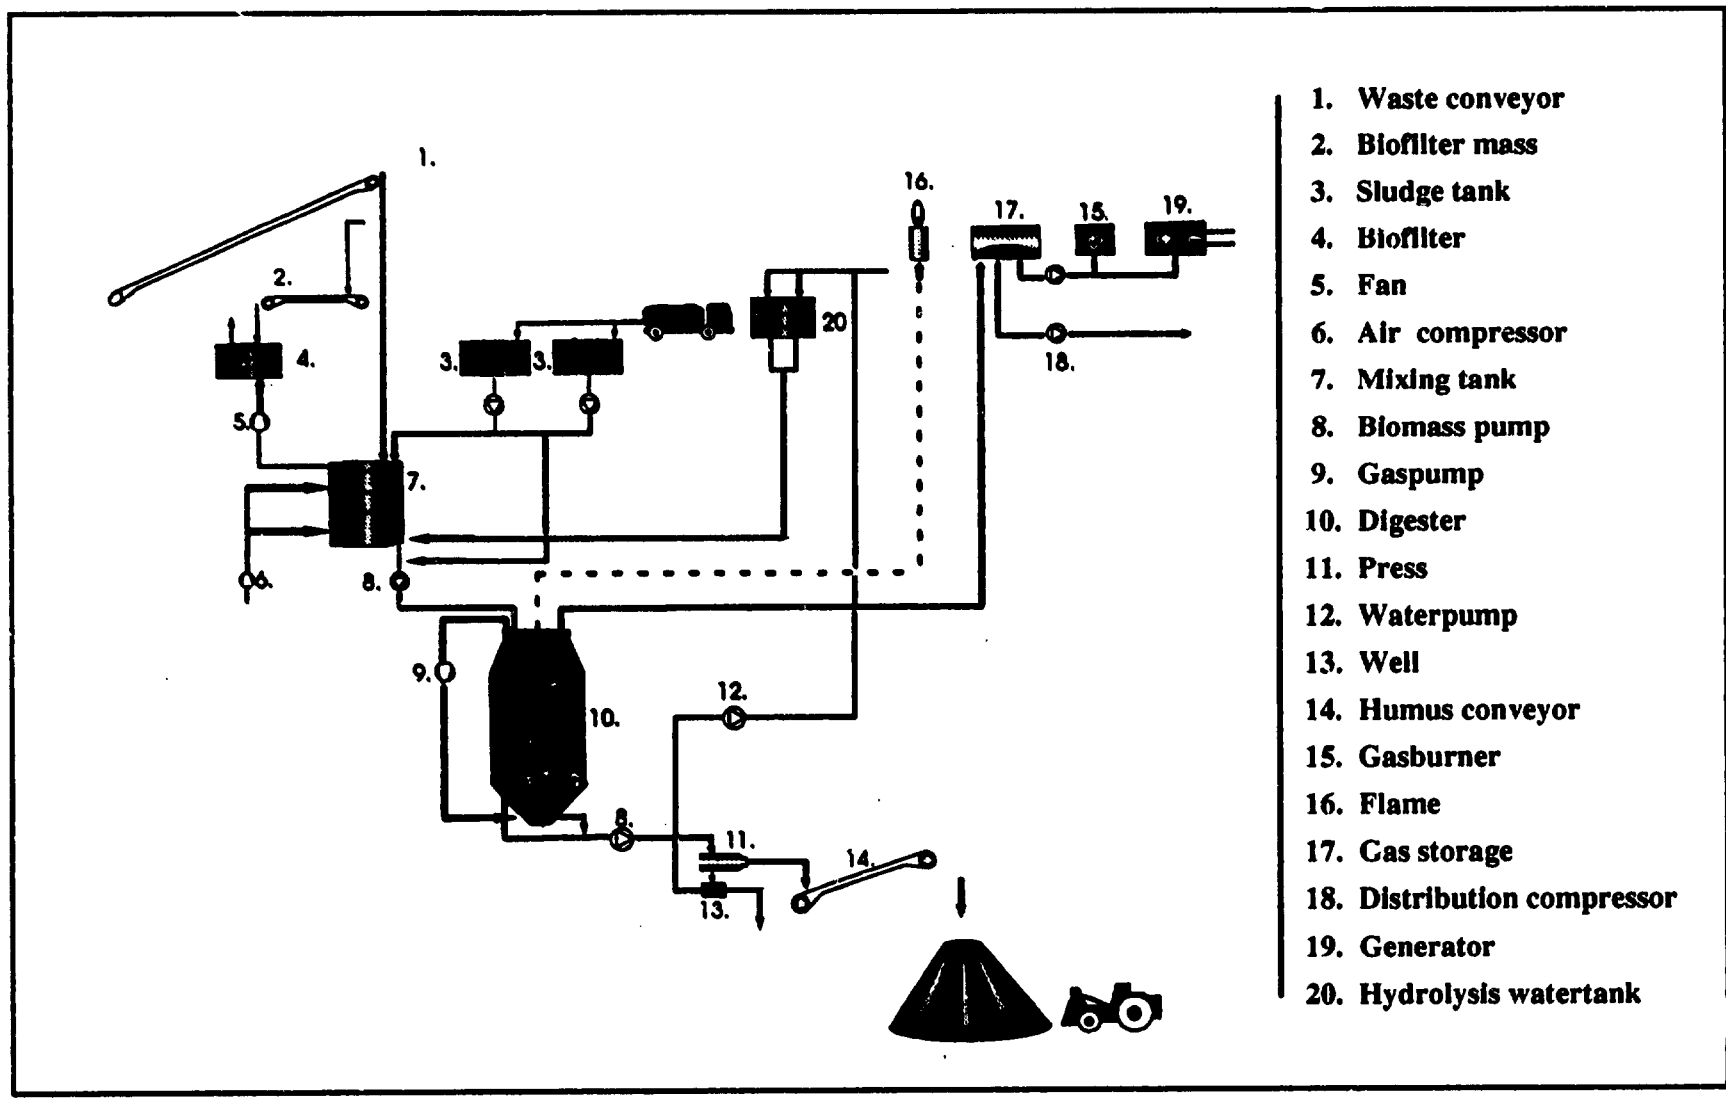 1.
16.
17.
15.
19.
2.
20
4.
3.
3.
18.
5.
7.
6.
8.
9.
12.
10.
8.
11.
14.
13.
1. Waste conveyor
2. Biofilter mass
3. Sludge tank
4. Biofilter
5. Fan
6. Air compressor
7. Mixing tank
8. Biomass pump
9. Gaspump
10. Digester
11. Press
12. Waterpump
13. Well
14. Humus conveyor
15. Gasburner
16. Flame
17. Gas storage
18. Distribution compressor
19. Generator
20. Hydrolysis watertank